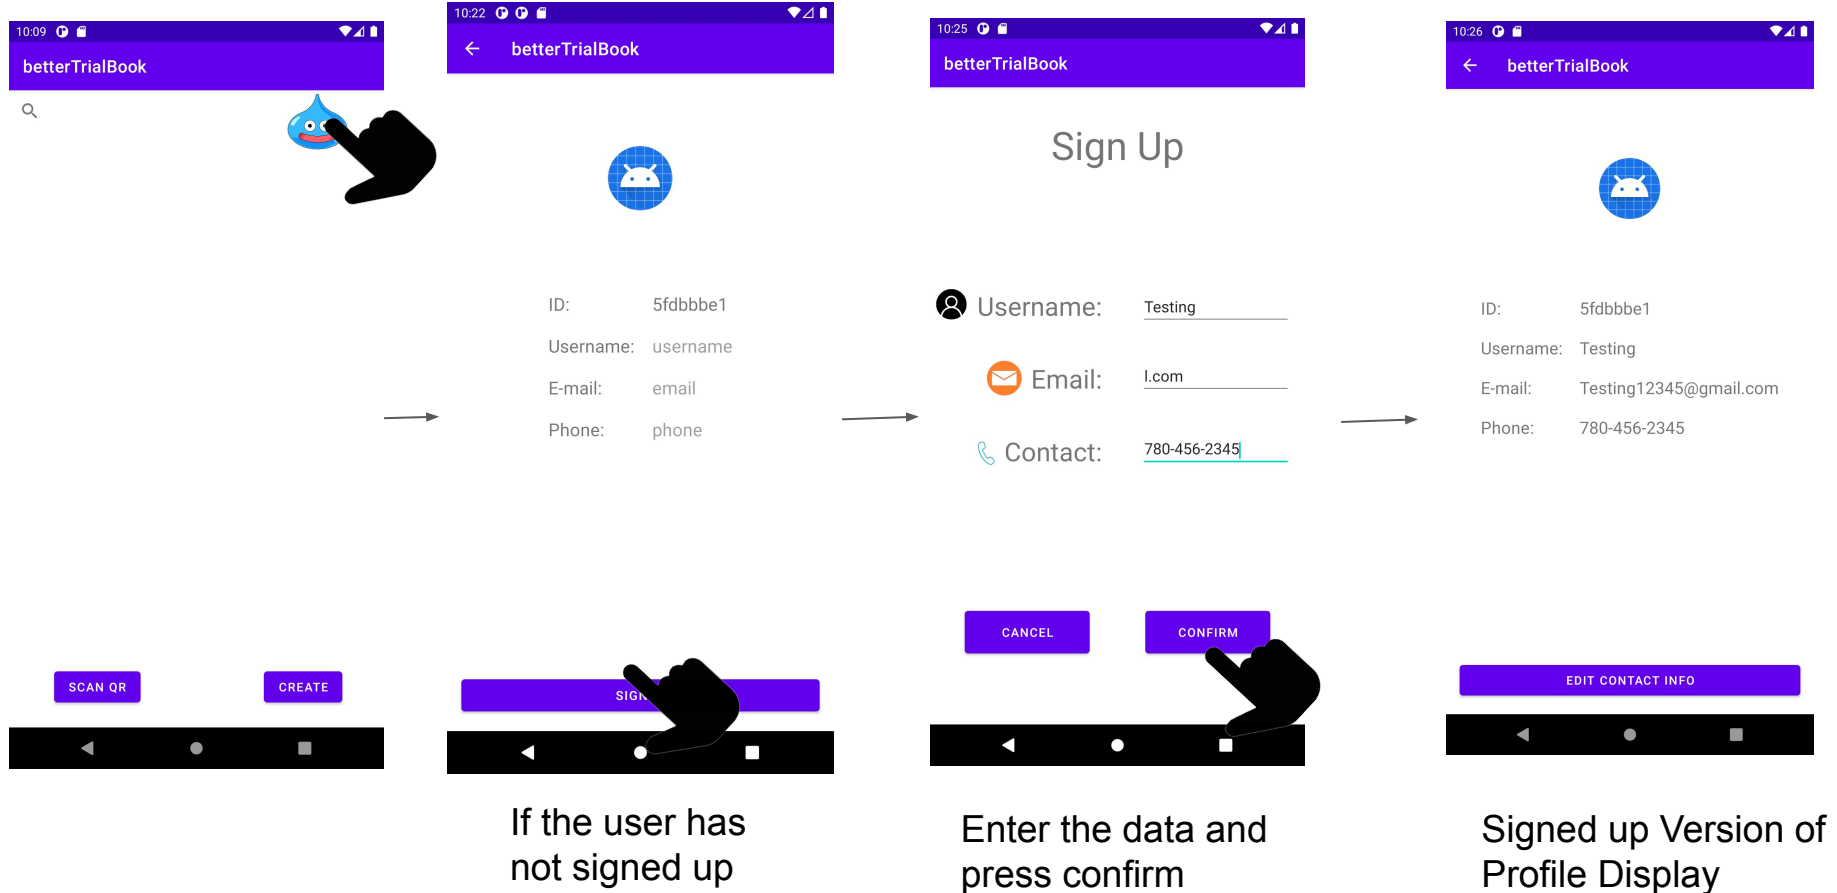 10:09
betterTrialBook
SCAN QR
CREATE
10:22
betterTrialBook
ID: 5fdbbbe1
Username: username
E-mail: email
Phone: phone
If the user has
not signed up
10:25
betterTrialBook
Sign Up
Username: Testing
Email: l.com
Contact: 780-456-2345
CANCEL
CONFIRM
Enter the data and
press confirm
10:26
betterTrialBook
ID: 5fdbbbe1
Username: Testing
E-mail: Testing12345@gmail.com
Phone: 780-456-2345
EDIT CONTACT INFO
Signed up Version of
Profile Display